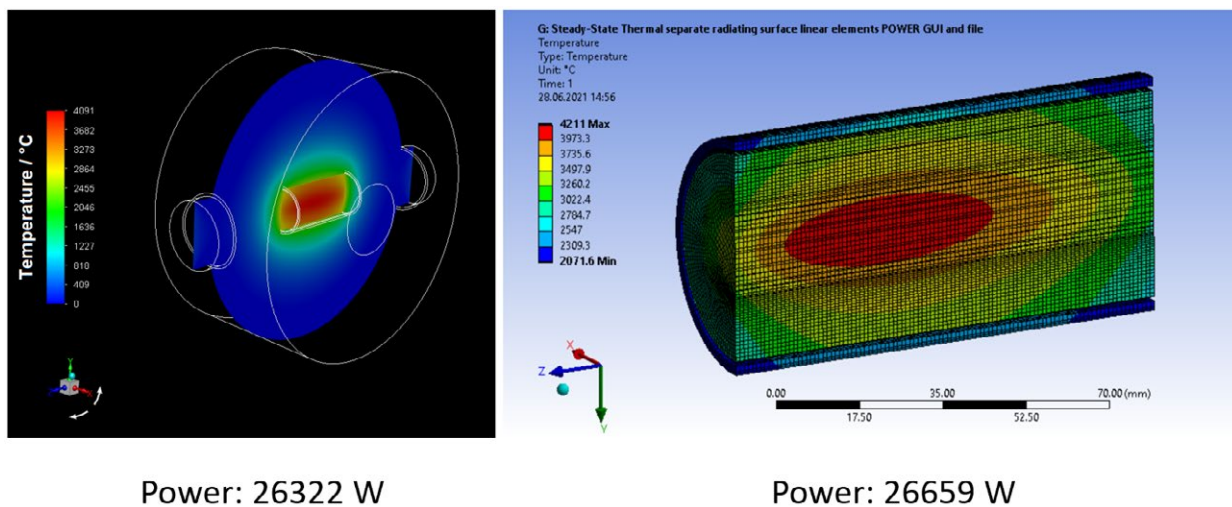 Temperature / °C
4091
3682
3273
2864
2455
2046
1637
1227
818
409
0
Y
G: Steady-State Thermal separate radiating surface linear elements POWER GUI and file
Temperature
Type: Temperature
Unit: °C
Time: 1
28.06.2021 14:56
4211 Max
3973.3
3735.6
3497.9
3260.2
3022.4
2784.7
2547
2309.3
2071.6 Min
X
Z
Y
0.00 35.00 70.00 (mm)
17.50 52.50
Power: 26322 W
Power: 26659 W